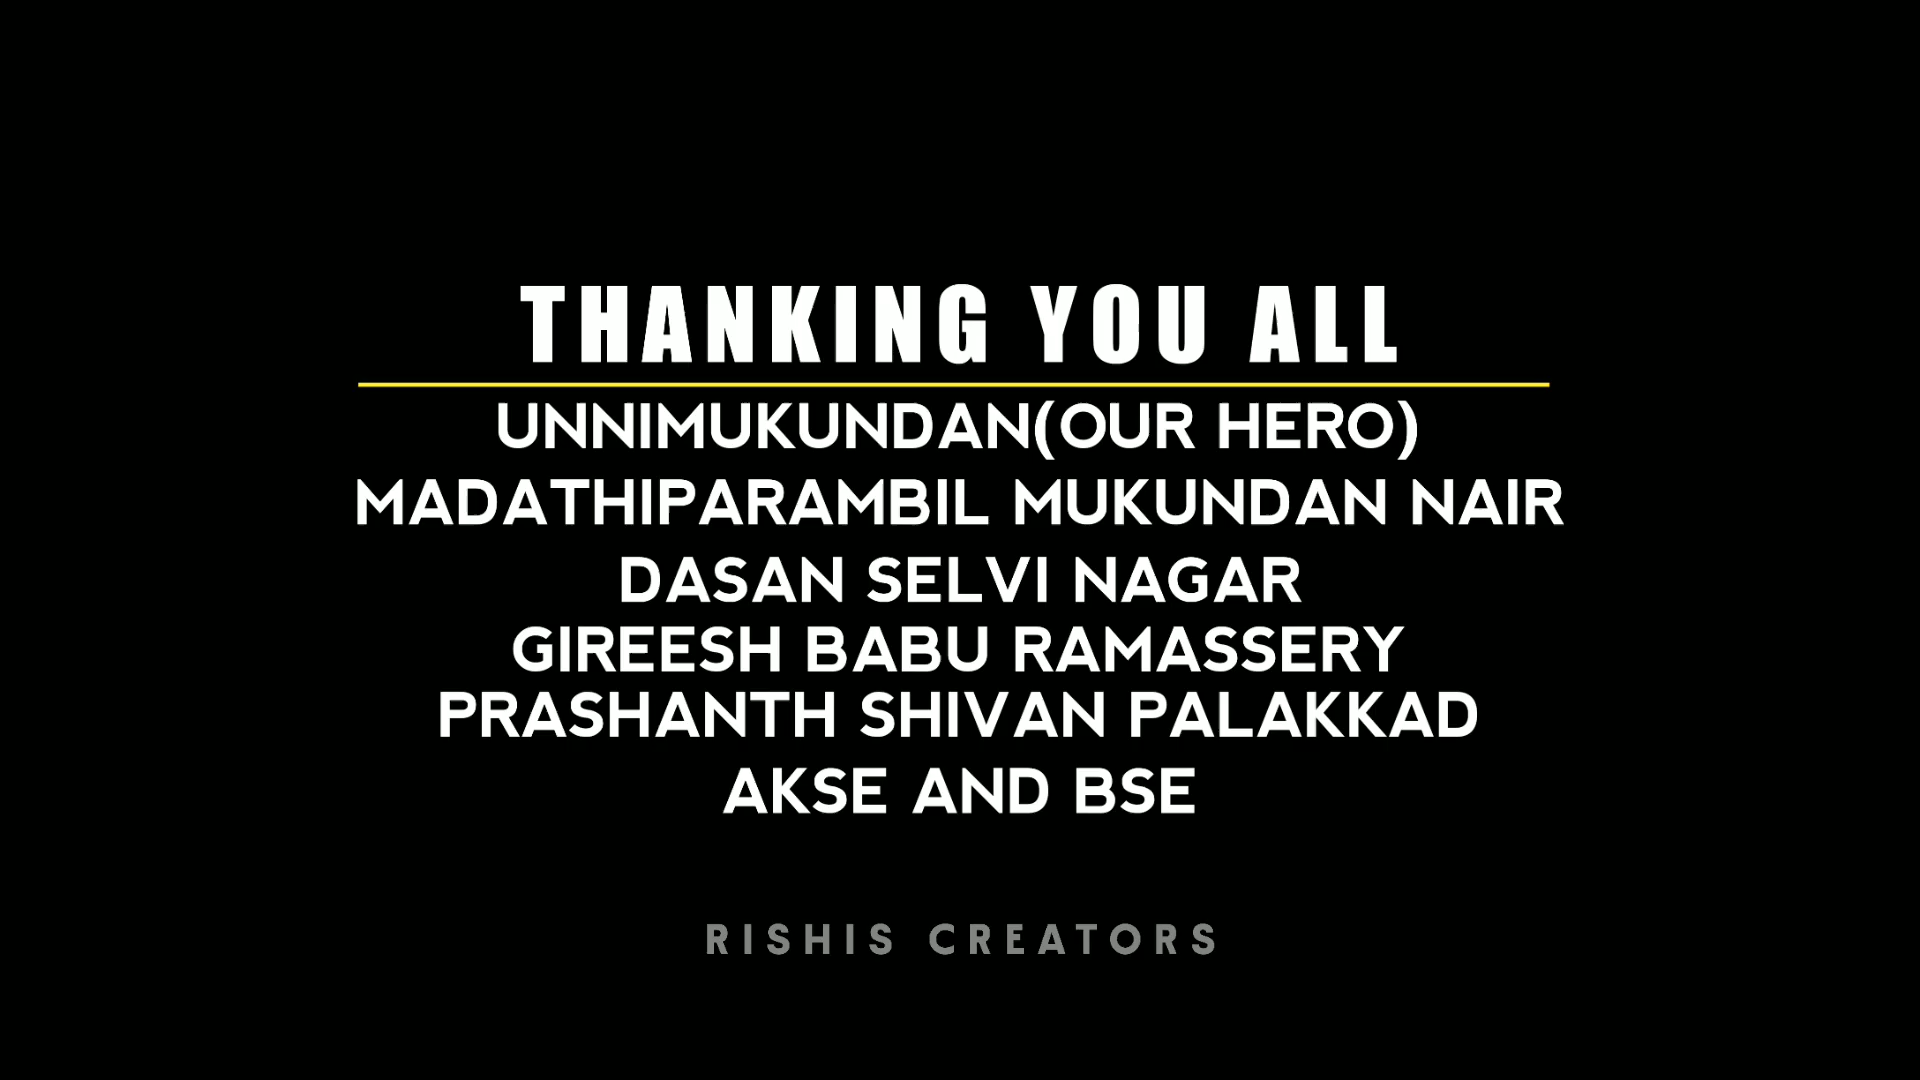 THANKING YOU ALL
UNNIMUKUNDAN(OUR HERO)
MADATHIPARAMBIL MUKUNDAN NAIR
DASAN SELVI NAGAR
GIREESH BABU RAMASSERY
PRASHANTH SHIVAN PALAKKAD
AKSE AND BSE
RISHIS CREATORS